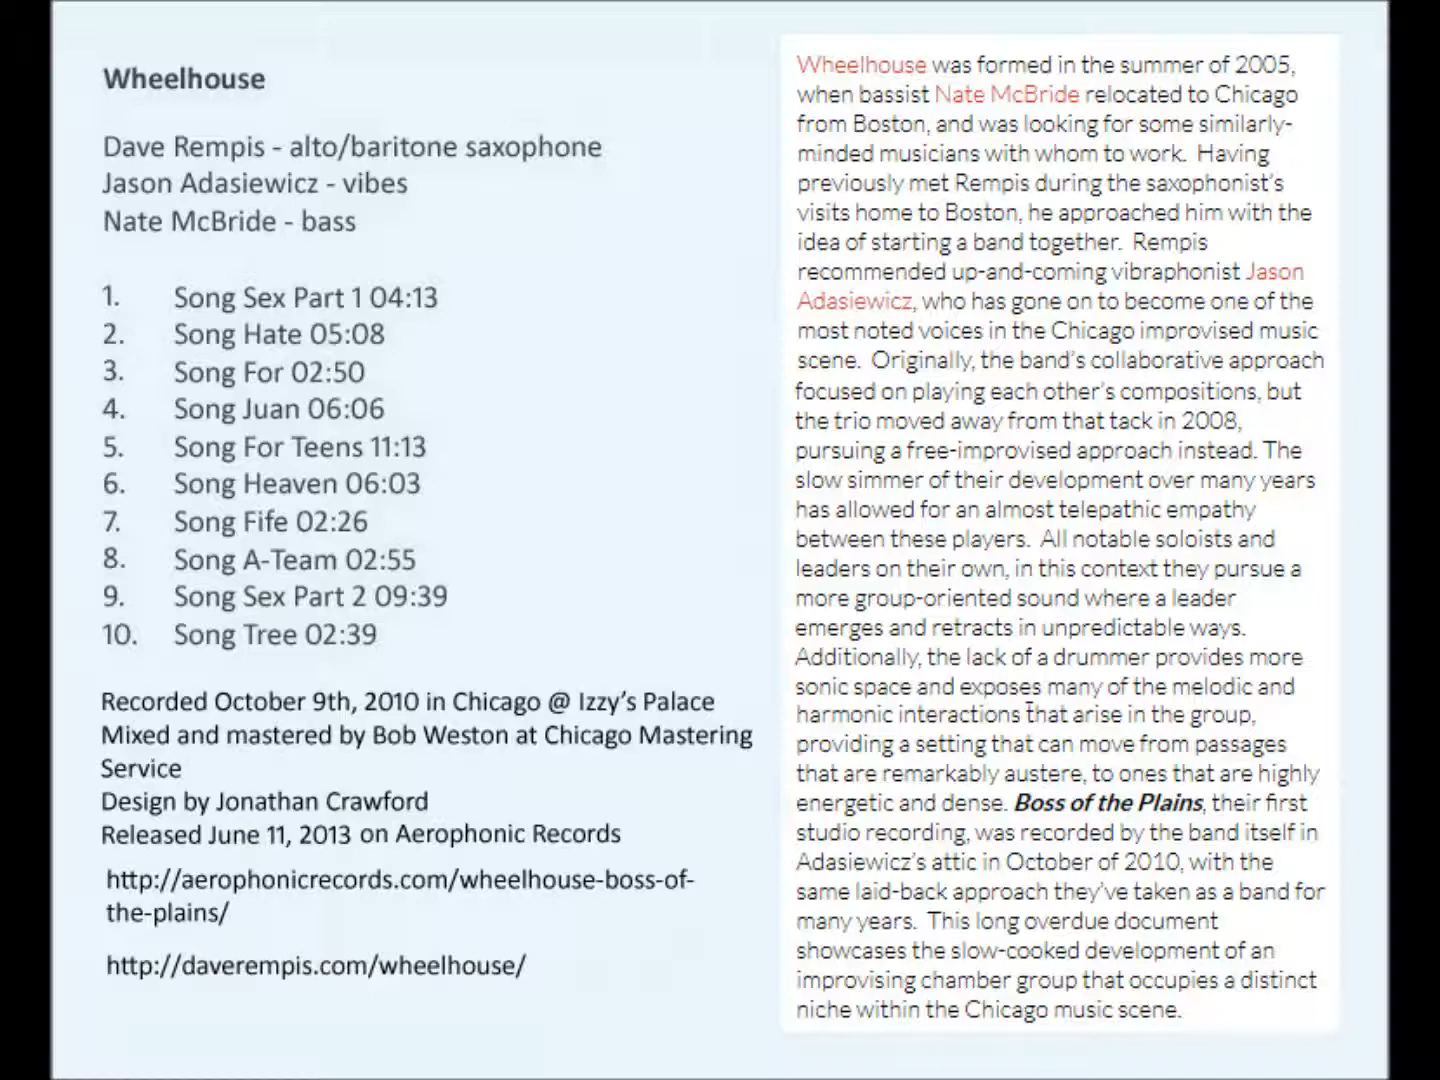 Wheelhouse
Dave Rempis - alto/baritone saxophone
Jason Adasiewicz - vibes
Nate McBride - bass
1. Song Sex Part 1 04:13
2. Song Hate 05:08
3. Song For 02:50
4. Song Juan 06:06
5. Song For Teens 11:13
6. Song Heaven 06:03
7. Song Fife 02:26
8. Song A-Team 02:55
9. Song Sex Part 2 09:39
10. Song Tree 02:39
Recorded October 9th, 2010 in Chicago @ Izzy's Palace
Mixed and mastered by Bob Weston at Chicago Mastering
Service
Design by Jonathan Crawford
Released June 11, 2013 on Aerophonic Records
http://aerophonicrecords.com/wheelhouse-boss-of-
the-plains/
http://daverempis.com/wheelhouse/
Wheelhouse was formed in the summer of 2005,
when bassist Nate McBride relocated to Chicago
from Boston, and was looking for some similarly-
minded musicians with whom to work. Having
previously met Rempis during the saxophonist's
visits home to Boston, he approached him with the
idea of starting a band together. Rempis
recommended up-and-coming vibraphonist Jason
Adasiewicz, who has gone on to become one of the
most noted voices in the Chicago improvised music
scene. Originally, the band's collaborative approach
focused on playing each other's compositions, but
the trio moved away from that tack in 2008,
pursuing a free-improvised approach instead. The
slow simmer of their development over many years
has allowed for an almost telepathic empathy
between these players. All notable soloists and
leaders on their own, in this context they pursue a
more group-oriented sound where a leader
emerges and retracts in unpredictable ways.
Additionally, the lack of a drummer provides more
sonic space and exposes many of the melodic and
harmonic interactions that arise in the group,
providing a setting that can move from passages
that are remarkably austere, to ones that are highly
energetic and dense. Boss of the Plains, their first
studio recording, was recorded by the band itself in
Adasiewicz's attic in October of 2010, with the
same laid-back approach they've taken as a band for
many years. This long overdue document
showcases the slow-cooked development of an
improvising chamber group that occupies a distinct
niche within the Chicago music scene.